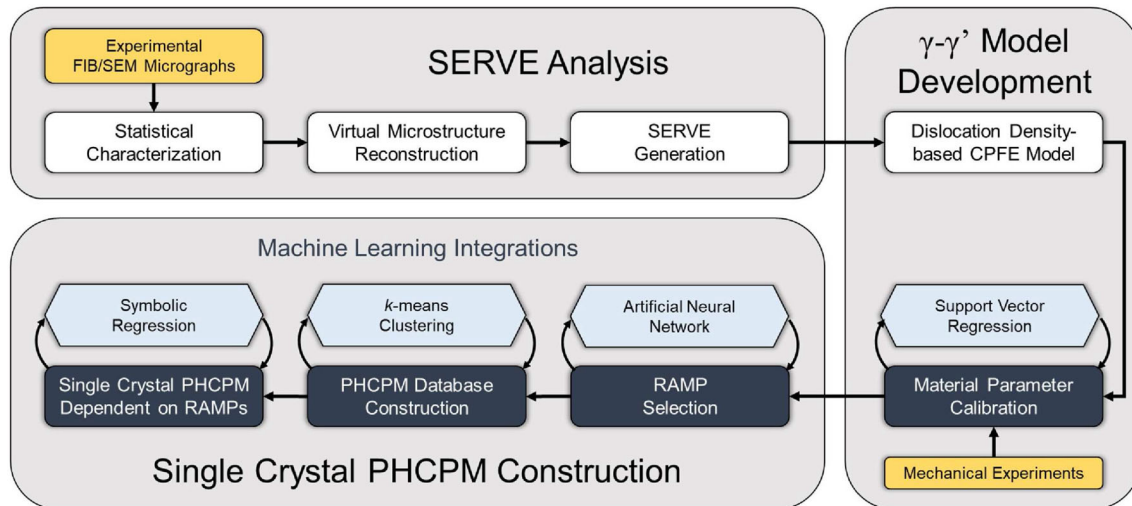 Experimental
FIB/SEM Micrographs
SERVE Analysis
Statistical
Characterization
Virtual Microstructure
Reconstruction
SERVE
Generation
γ-γ’ Model
Development
Dislocation Density-
based CPFE Model
Machine Learning Integrations
Symbolic
Regression
k-means
Clustering
Artificial Neural
Network
Support Vector
Regression
Single Crystal PHCPM
Dependent on RAMPs
PHCPM Database
Construction
RAMP
Selection
Material Parameter
Calibration
Single Crystal PHCPM Construction
Mechanical Experiments